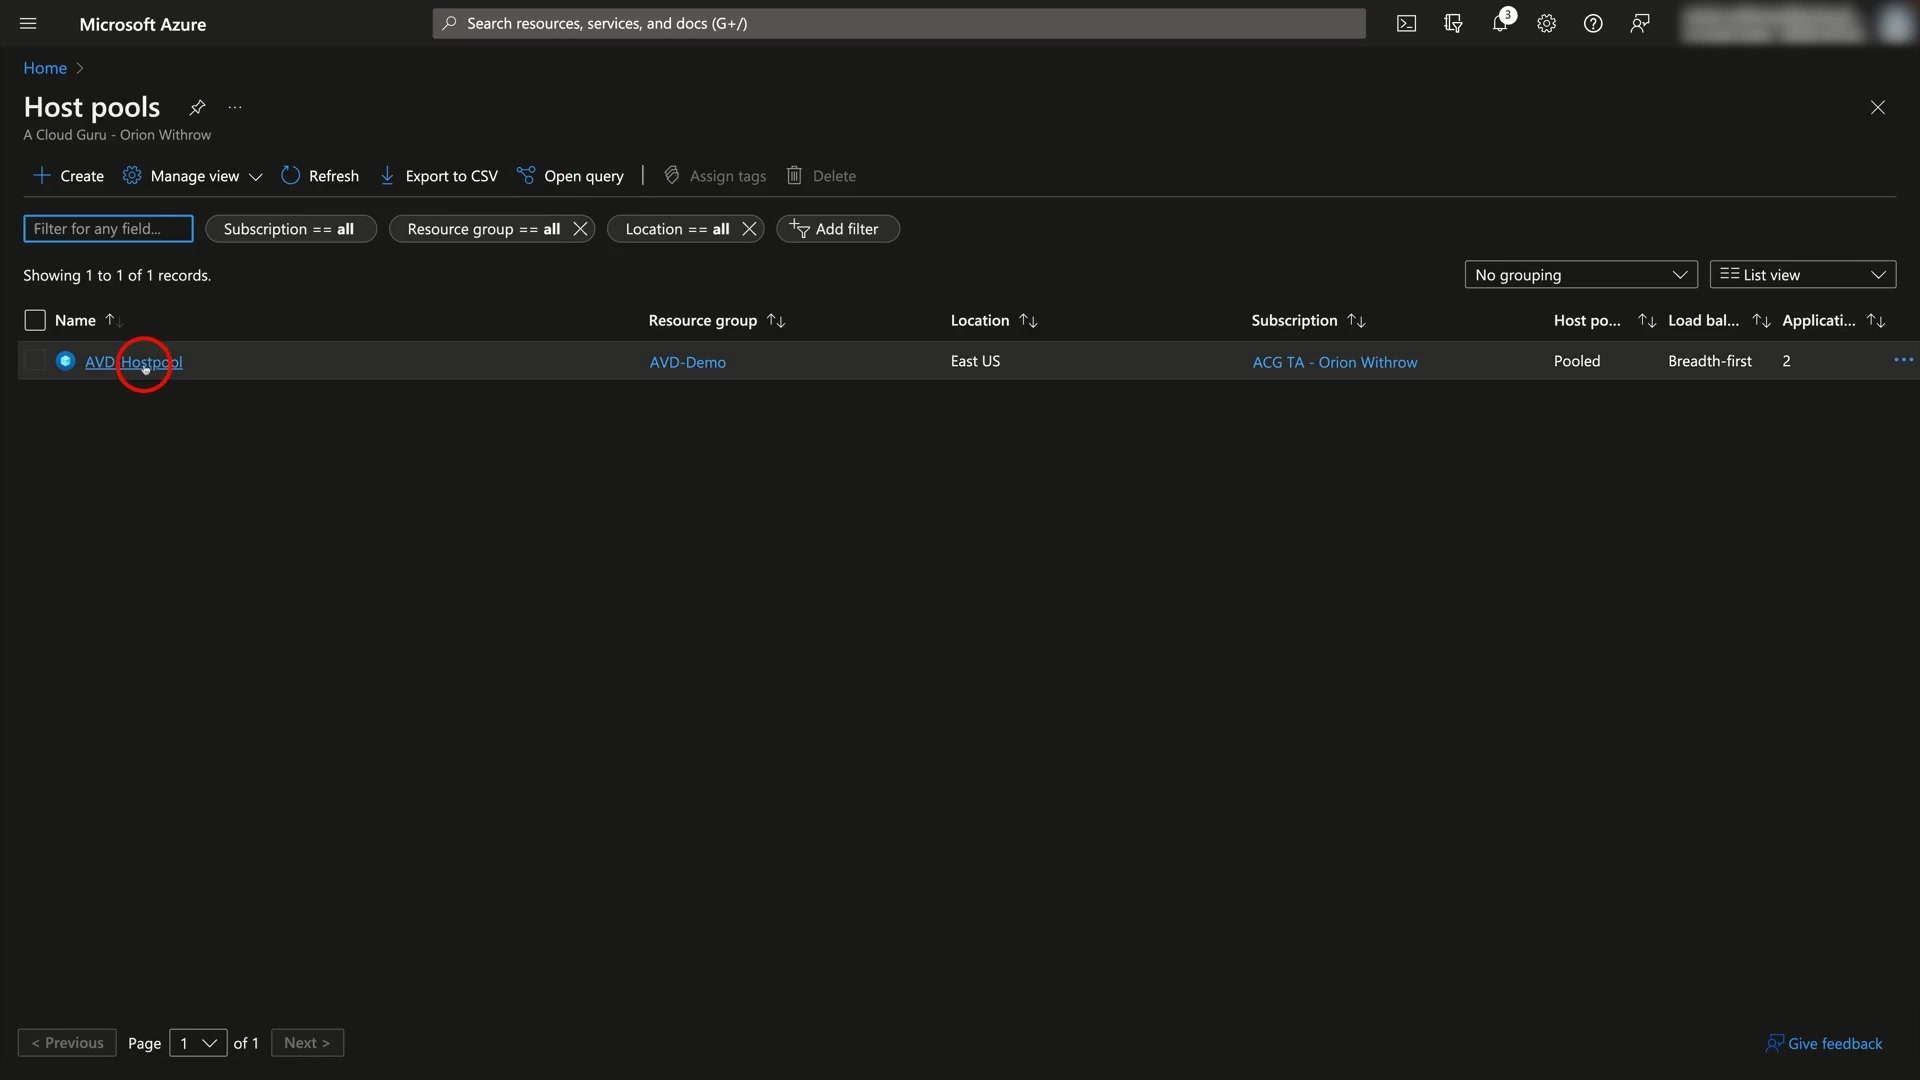 Microsoft Azure
Search resources, services, and docs (G+/)
3
Home
Host pools
...
A Cloud Guru - Orion Withrow
Create
Manage view
Refresh
Export to CSV
Open query
Assign tags
Delete
Filter for any field...
Subscription == all
Resource group == all
Location == all
Add filter
Showing 1 to 1 of 1 records.
No grouping
List view
Name
Resource group
Location
Subscription
Host po...
Load bal...
Applicati...
AVD-Hostpool
AVD-Demo
East US
ACG TA - Orion Withrow
Pooled
Breadth-first
2
...
< Previous
Page
1
of 1
Next >
Give feedback